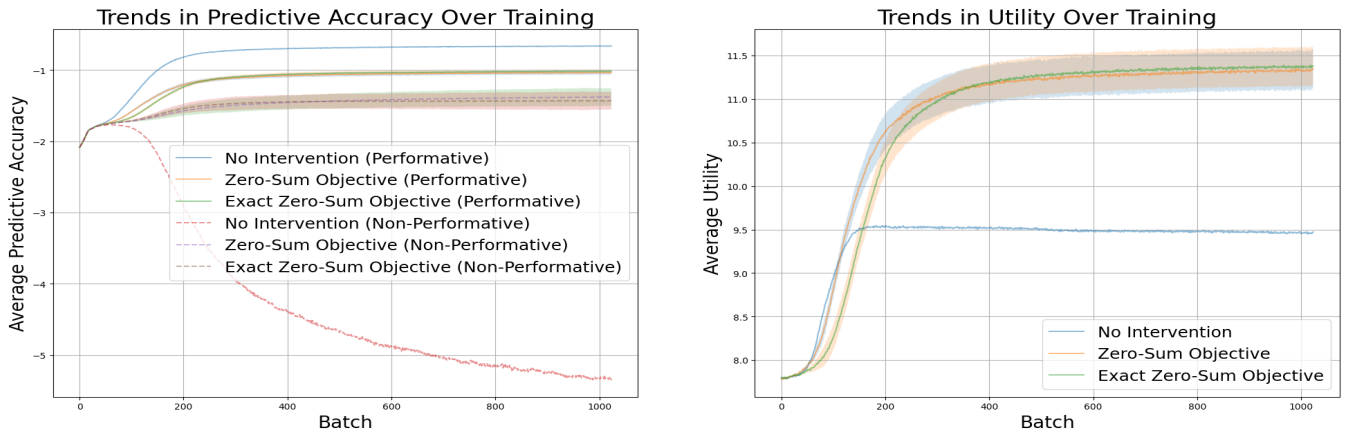 Trends in Predictive Accuracy Over Training
Average Predictive Accuracy
−1
−2
−3
−4
−5
No Intervention (Performative)
Zero-Sum Objective (Performative)
Exact Zero-Sum Objective (Performative)
No Intervention (Non-Performative)
Zero-Sum Objective (Non-Performative)
Exact Zero-Sum Objective (Non-Performative)
0 200 400 600 800 1000
Batch
Trends in Utility Over Training
Average Utility
11.5
11.0
10.5
10.0
9.5
9.0
8.5
8.0
No Intervention
Zero-Sum Objective
Exact Zero-Sum Objective
0 200 400 600 800 1000
Batch